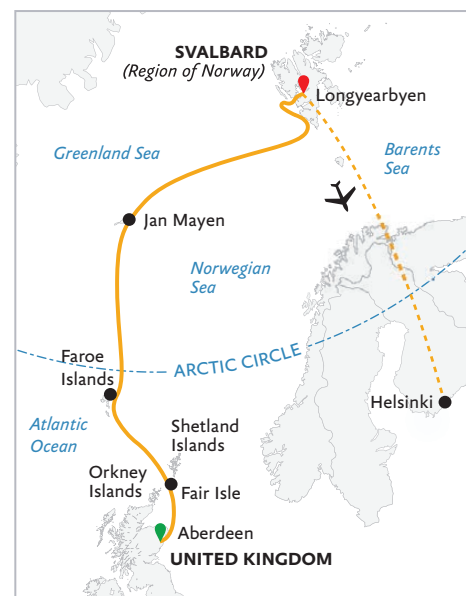 SVALBARD
(Region of Norway)
Longyearbyen
Greenland Sea
Barents
Sea
Jan Mayen
Norwegian
Sea
ARCTIC CIRCLE
Faroe
Islands
Helsinki
Atlantic
Ocean
Shetland
Islands
Orkney
Islands
Fair Isle
Aberdeen
UNITED KINGDOM